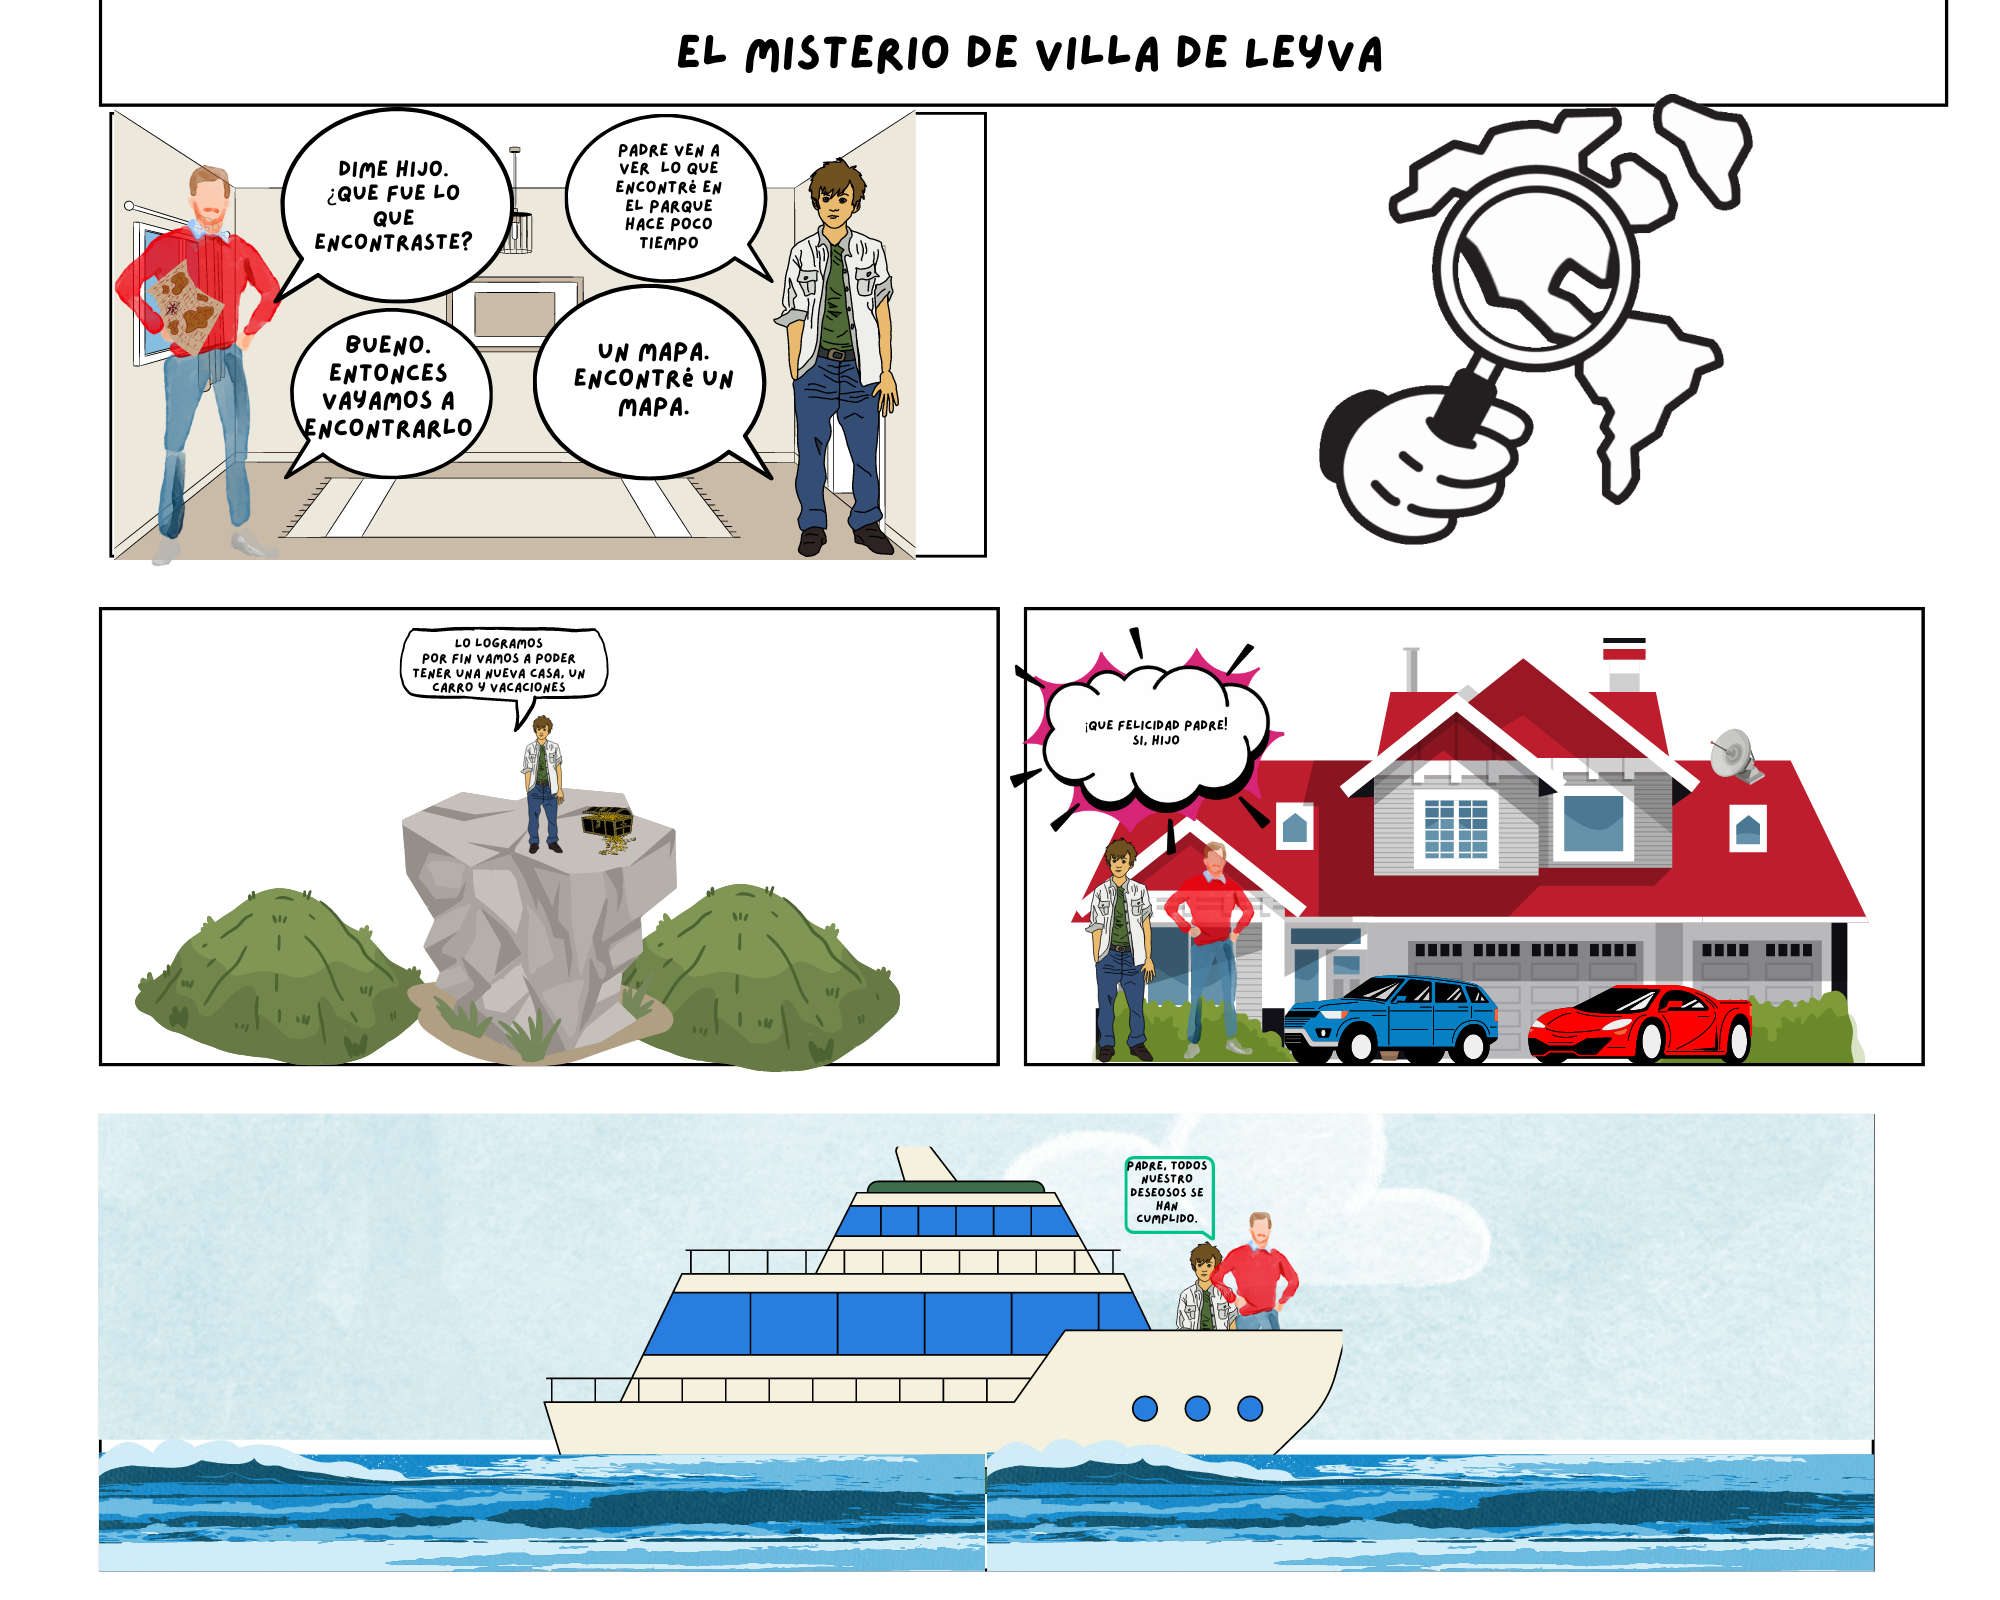 EL MISTERIO DE VILLA DE LEYVA
PADRE VEN A
VER LO QUE
ENCONTRé EN
EL PARQUE
HACE POCO
TIEMPO
DIME HIJO.
¿QUE FUE LO
QUE
ENCONTRASTE?
UN MAPA.
ENCONTRé UN
MAPA.
BUENO.
ENTONCES
VAYAMOS A
ENCONTRARLO
LO LOGRAMOS
POR FIN VAMOS A PODER
TENER UNA NUEVA CASA, UN
CARRO Y VACACIONES
¡QUE FELICIDAD PADRE!
SI, HIJO
PADRE, TODOS
NUESTRO
DESEOSOS SE
HAN
CUMPLIDO.